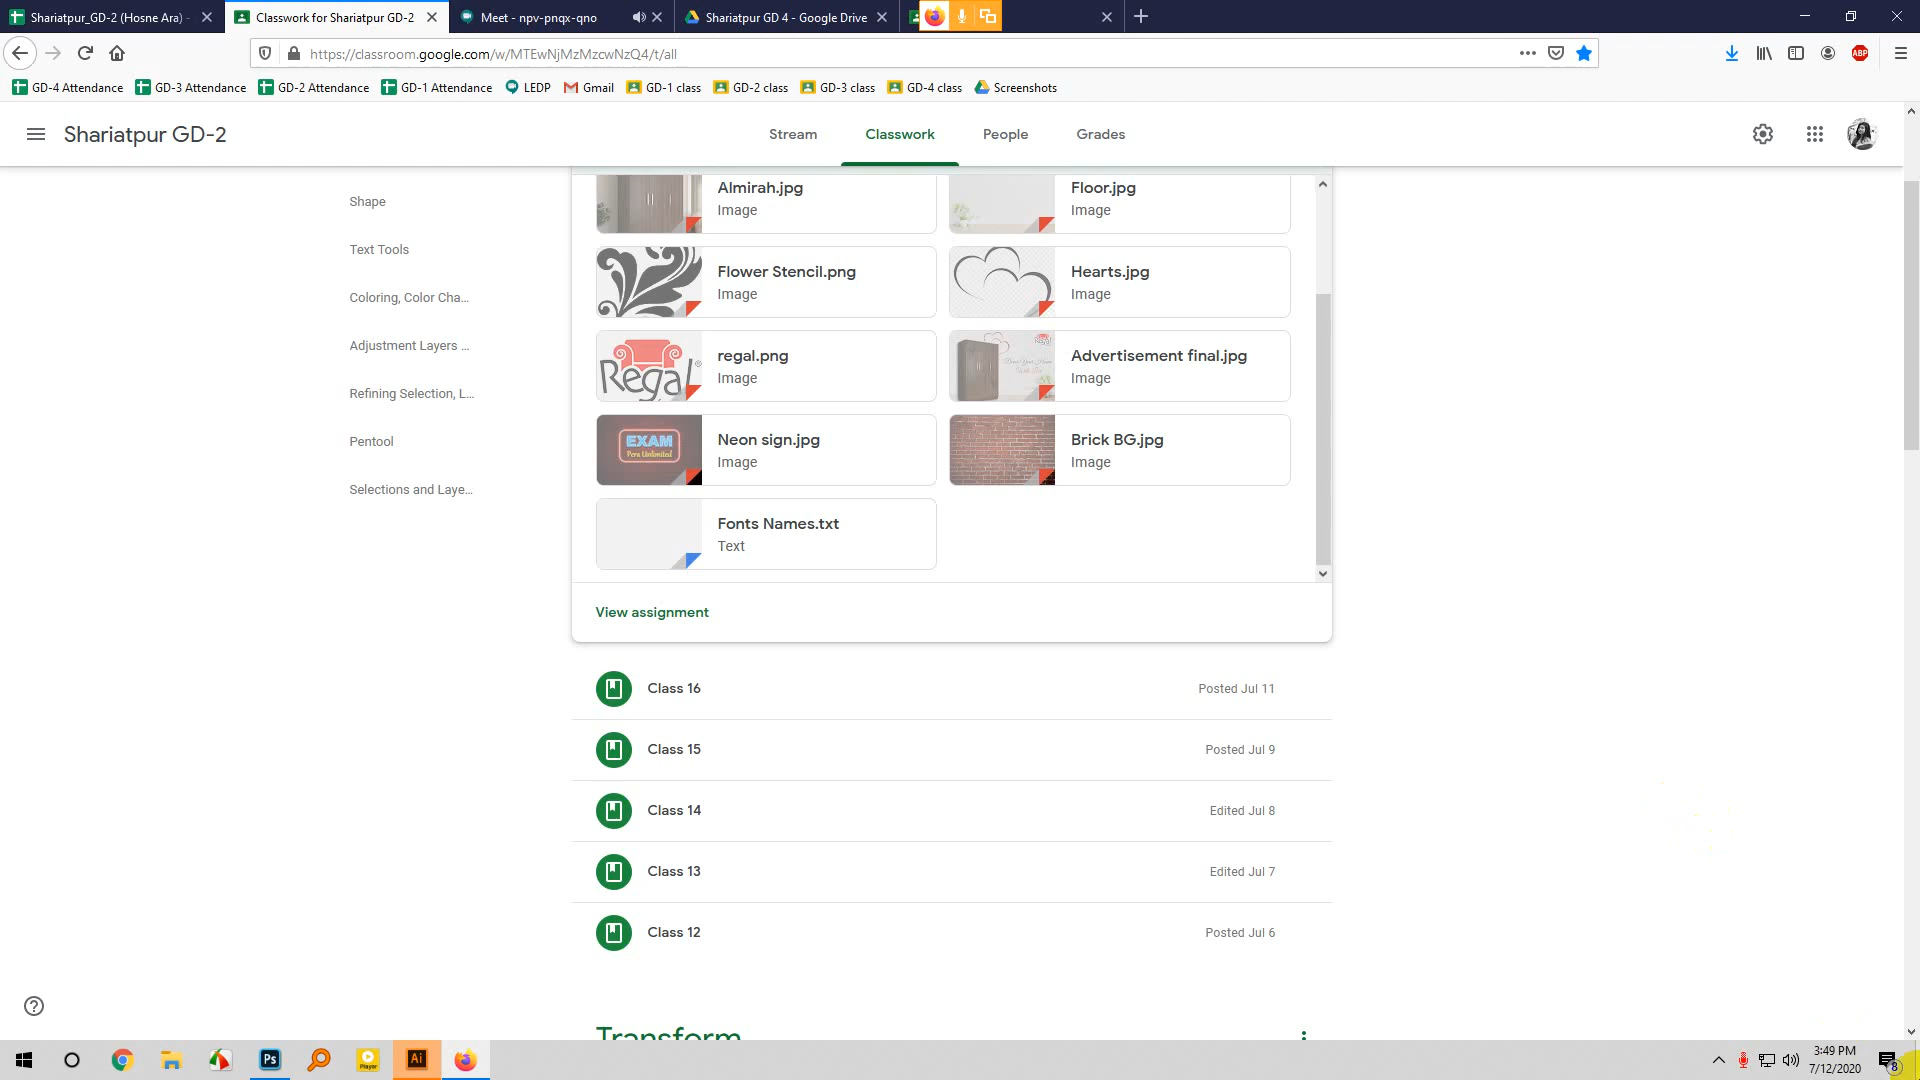 Shariatpur_GD-2 (Hosne Ara) -
Classwork for Shariatpur GD-2
Meet - npv-pnqx-qno
Shariatpur GD 4 - Google Drive
https://classroom.google.com/w/MTEwNjMzMzcwNzQ4/t/all
ABP
GD-4 Attendance
GD-3 Attendance
GD-2 Attendance
GD-1 Attendance
LEDP
Gmail
GD-1 class
GD-2 class
GD-3 class
GD-4 class
Screenshots
Shariatpur GD-2
Stream
Classwork
People
Grades
Shape
Text Tools
Coloring, Color Cha...
Adjustment Layers ...
Refining Selection, L...
Pentool
Selections and Laye...
Almirah.jpg
Image
Floor.jpg
Image
Flower Stencil.png
Image
Hearts.jpg
Image
Regal
regal.png
Image
Advertisement final.jpg
Image
EXAM
Pera Unlimited
Neon sign.jpg
Image
Brick BG.jpg
Image
Fonts Names.txt
Text
View assignment
Class 16
Posted Jul 11
Class 15
Posted Jul 9
Class 14
Edited Jul 8
Class 13
Edited Jul 7
Class 12
Posted Jul 6
Transform
Ps
Player
Ai
3:49 PM
7/12/2020
8